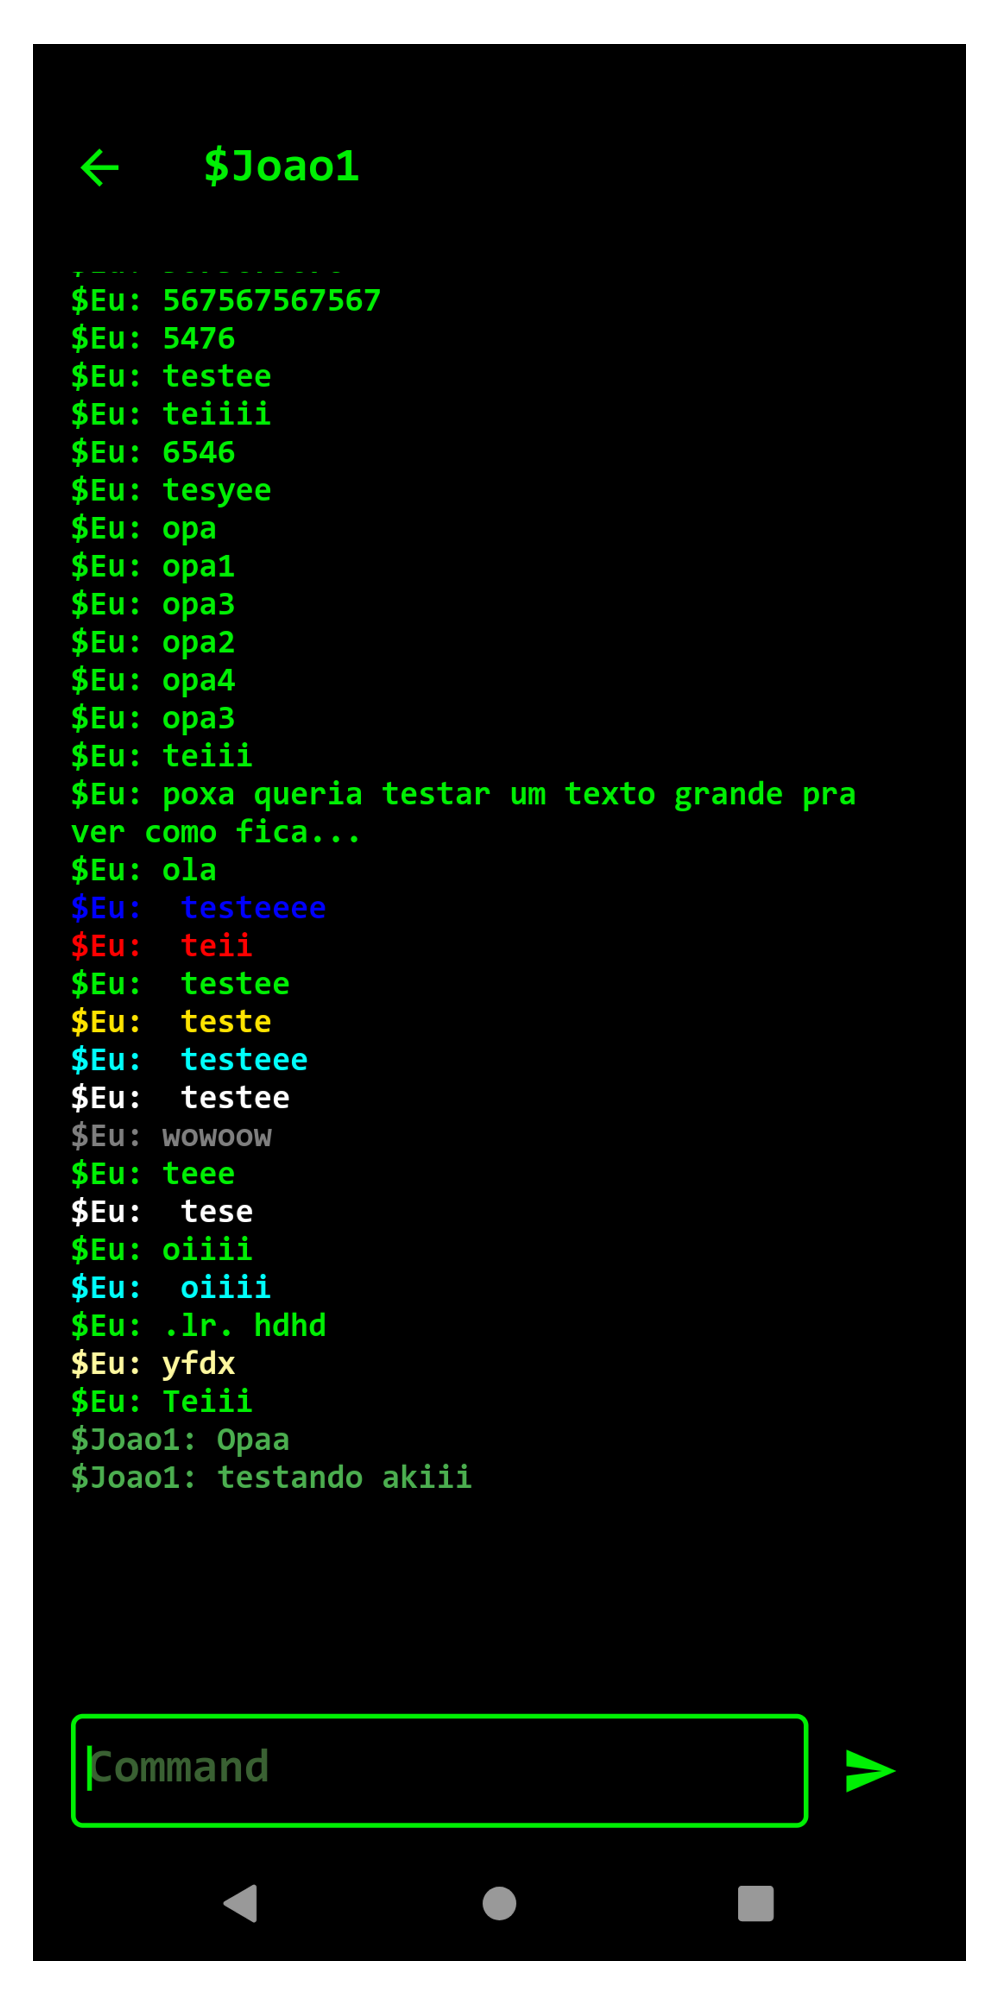 $Joao1
$Eu: 567567567567
$Eu: 5476
$Eu: testee
$Eu: teiiii
$Eu: 6546
$Eu: tesyee
$Eu: opa
$Eu: opa1
$Eu: opa3
$Eu: opa2
$Eu: opa4
$Eu: opa3
$Eu: teiii
$Eu: poxa queria testar um texto grande pra
ver como fica...
$Eu: ola
$Eu:  testeeee
$Eu:  teii
$Eu:  testee
$Eu:  teste
$Eu:  testeee
$Eu:  testee
$Eu: wowoow
$Eu: teee
$Eu:  tese
$Eu: oiiii
$Eu:  oiiii
$Eu: .lr. hdhd
$Eu: yfdx
$Eu: Teiii
$Joao1: Opaa
$Joao1: testando akiii
Command